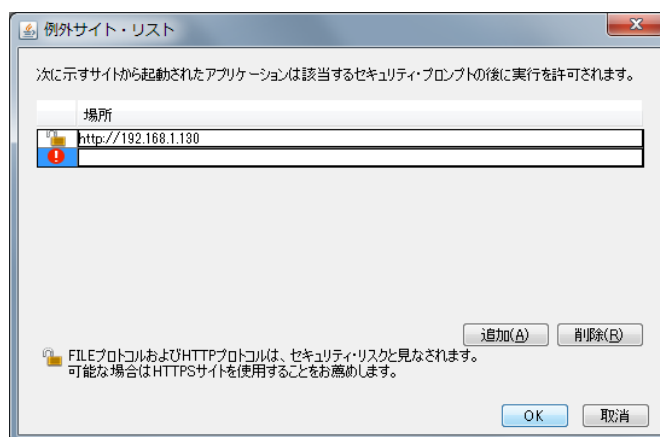 例外サイト・リスト
次に示すサイトから起動されたアプリケーションは該当するセキュリティ・プロンプトの後に実行を許可されます。
場所
http://192.168.1.130
追加(A)
削除(R)
FILEプロトコルおよびHTTPプロトコルは、セキュリティ・リスクと見なされます。
可能な場合はHTTPSサイトを使用することをお薦めします。
OK
取消